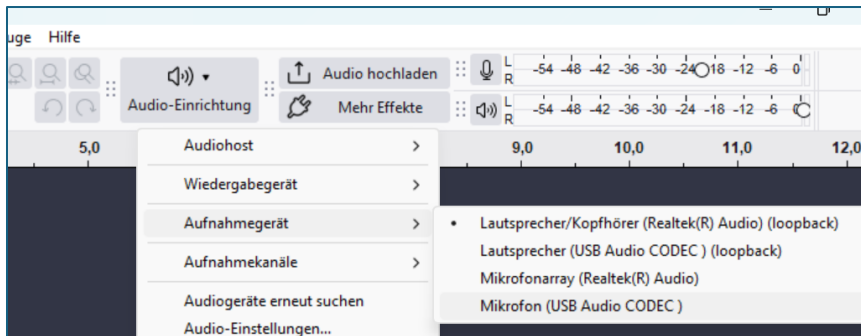 uge Hilfe
Audio hochladen
Audio-Einrichtung
Mehr Effekte
L
R
-54 -48 -42 -36 -30 -24 -18 -12 -6 0
L
R
-54 -48 -42 -36 -30 -24 -18 -12 -6 0
5,0 9,0 10,0 11,0 12,0
Audiohost
Wiedergabegerät
Aufnahmegerät
Aufnahmekanäle
Audiogeräte erneut suchen
Audio-Einstellungen...
Lautsprecher/Kopfhörer (Realtek(R) Audio) (loopback)
Lautsprecher (USB Audio CODEC ) (loopback)
Mikrofonarray (Realtek(R) Audio)
Mikrofon (USB Audio CODEC )